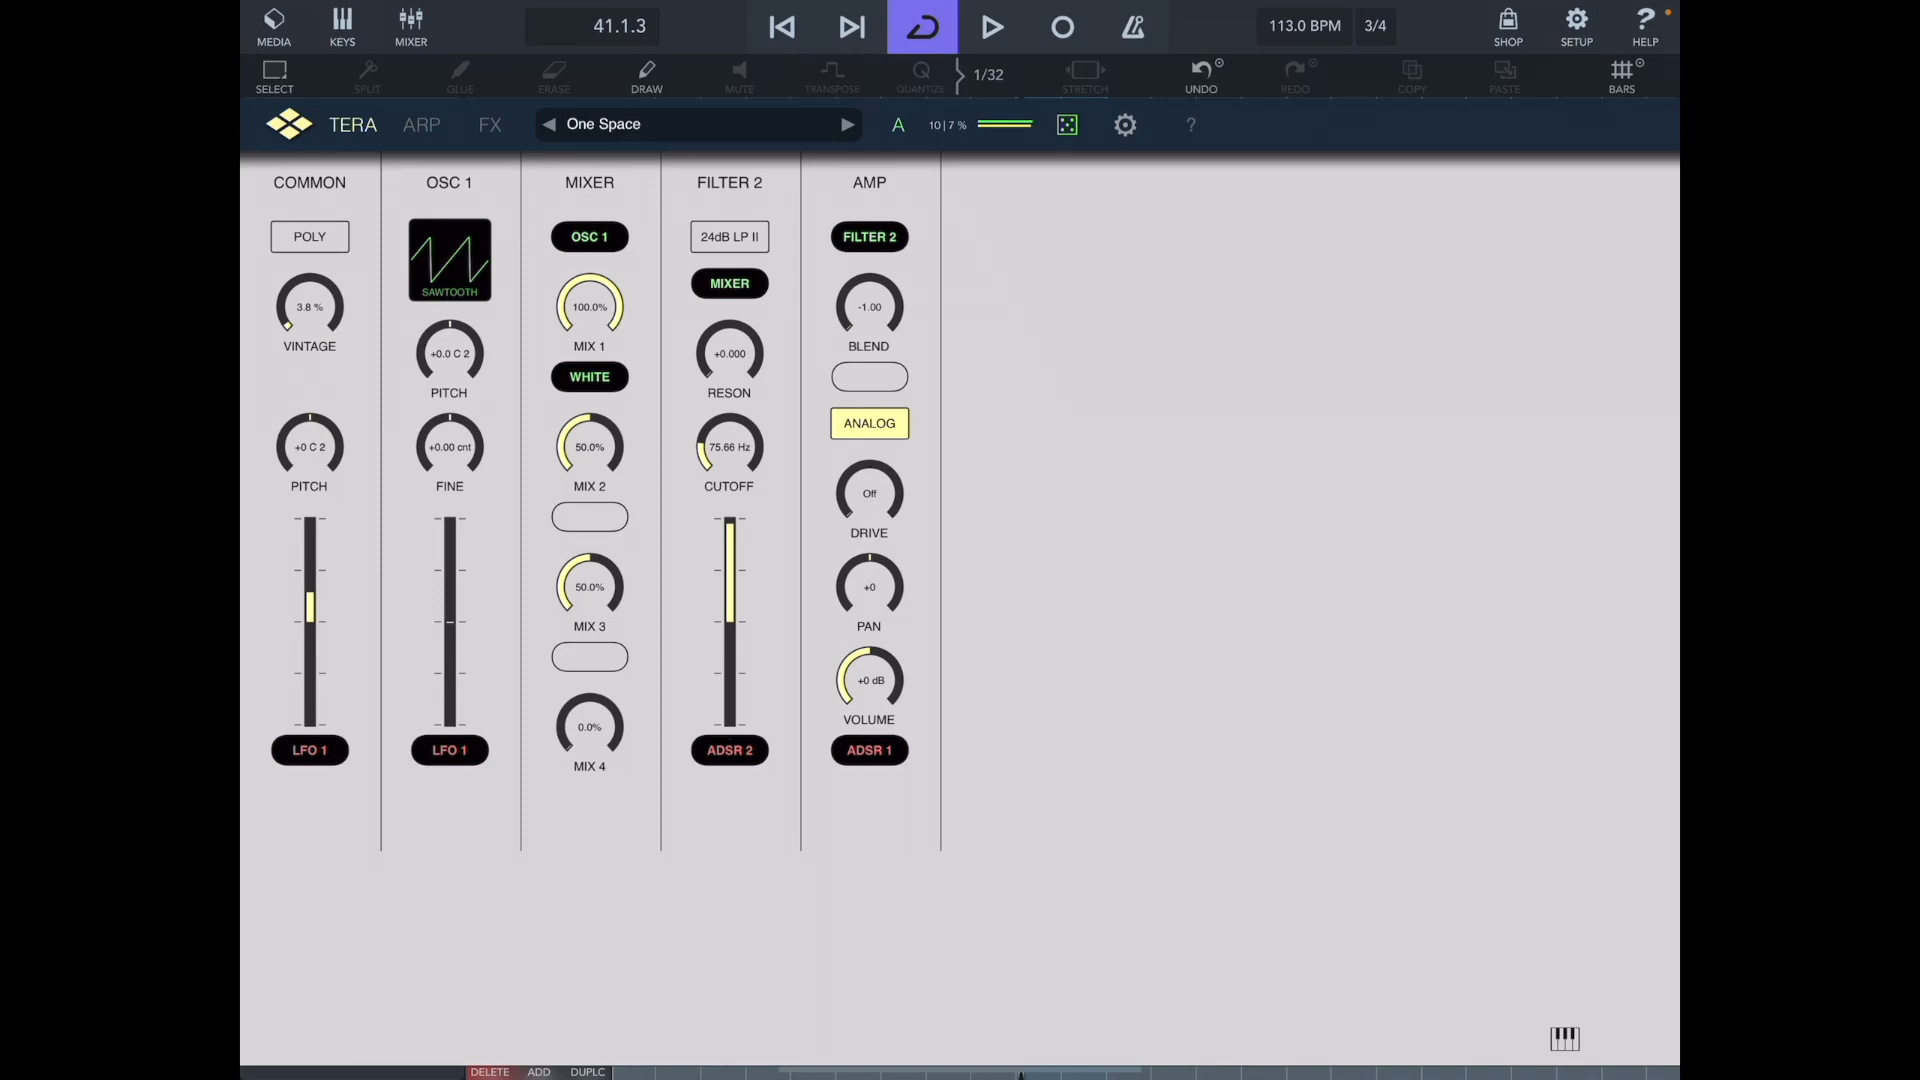 MEDIA
KEYS
MIXER
41.1.3
113.0 BPM
3/4
SHOP
SETUP
?
HELP
SELECT
SPLIT
GLUE
ERASE
DRAW
MUTE
TRANSPOSE
Q
QUANTIZE
1/32
STRETCH
UNDO
REDO
COPY
PASTE
BARS
TERA
ARP
FX
One Space
A
10|7 %
?
COMMON
OSC 1
MIXER
FILTER 2
AMP
POLY
3.8 %
VINTAGE
+0 C 2
PITCH
LFO 1
SAWTOOTH
+0.0 C 2
PITCH
+0.00 cnt
FINE
LFO 1
OSC 1
100.0%
MIX 1
WHITE
50.0%
MIX 2
50.0%
MIX 3
0.0%
MIX 4
24dB LP II
MIXER
+0.000
RESON
75.66 Hz
CUTOFF
ADSR 2
FILTER 2
-1.00
BLEND
ANALOG
Off
DRIVE
+0
PAN
+0 dB
VOLUME
ADSR 1
DELETE
ADD
DUPLC